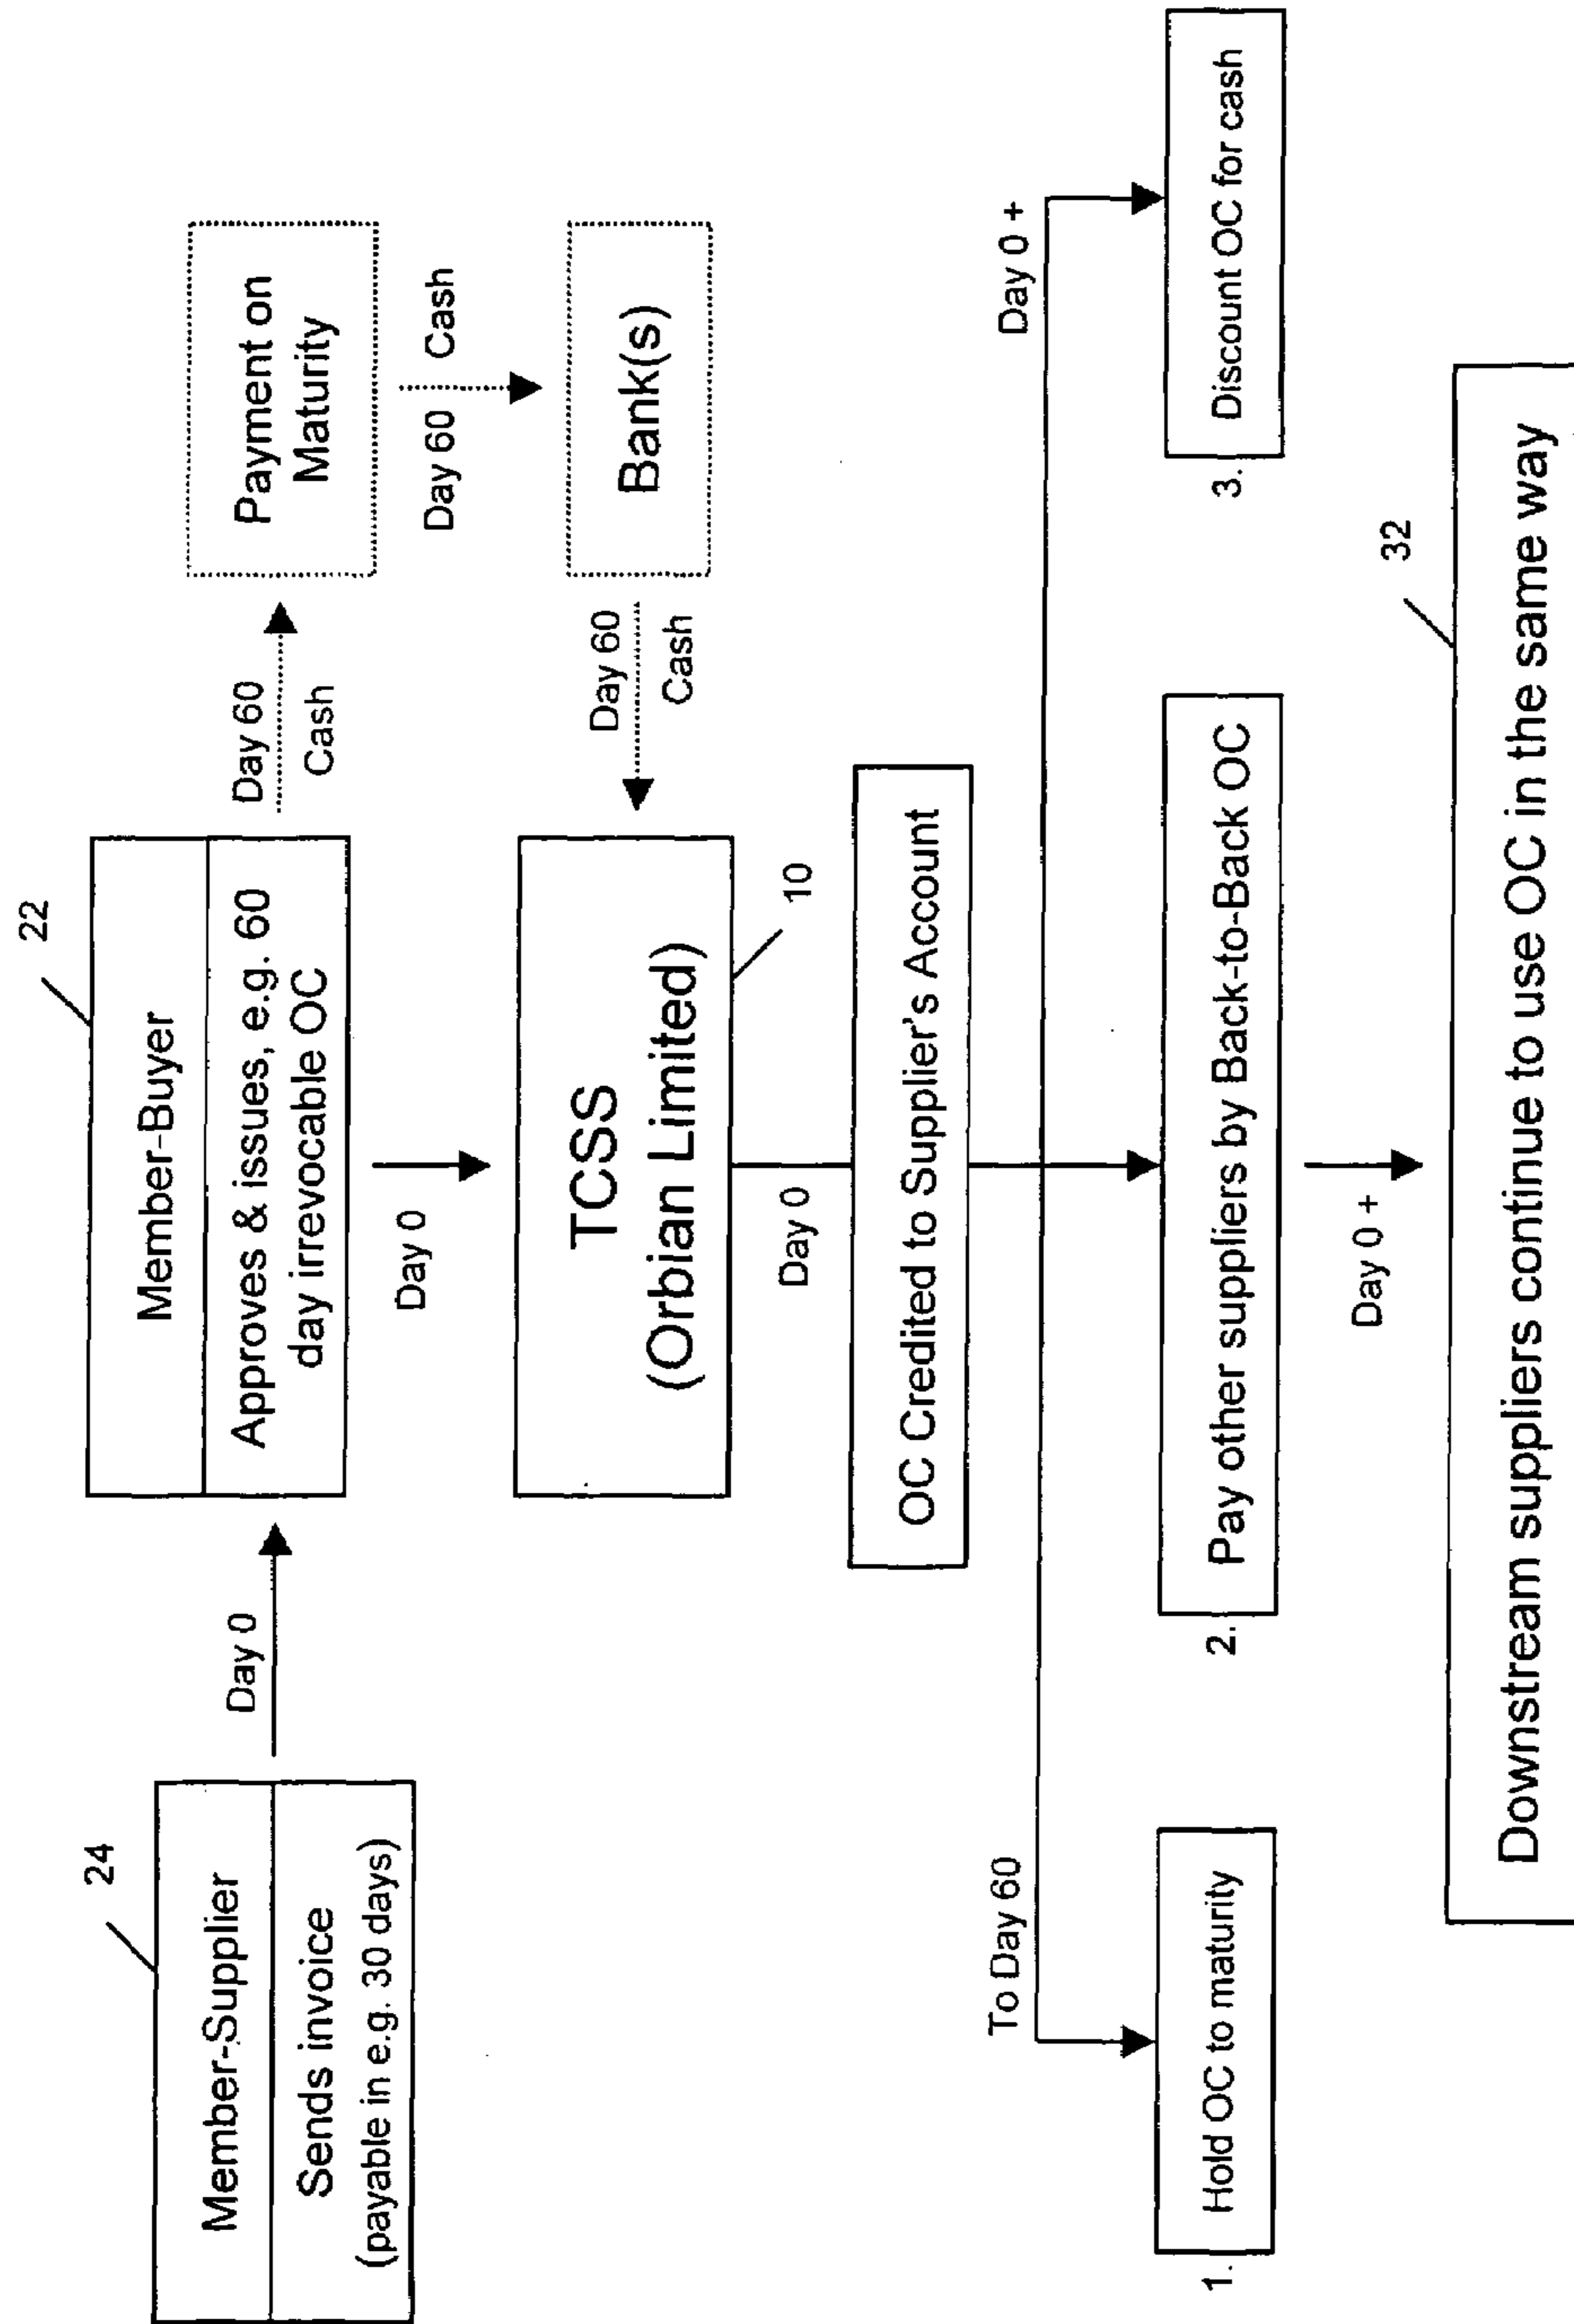 24
Member-Supplier
Sends invoice
(payable in e.g. 30 days)
Day 0
22
Member-Buyer
Approves & issues, e.g. 60
day irrevocable OC
Day 60
Cash
Payment on
Maturity
Day 60
Cash
Bank(s)
Day 60
Cash
Day 0
TCSS
(Orbian Limited)
10
Day 0
OC Credited to Supplier's Account
To Day 60
Day 0 +
1.
Hold OC to maturity
2.
Pay other suppliers by Back-to-Back OC
3.
Discount OC for cash
Day 0 +
32
Downstream suppliers continue to use OC in the same way